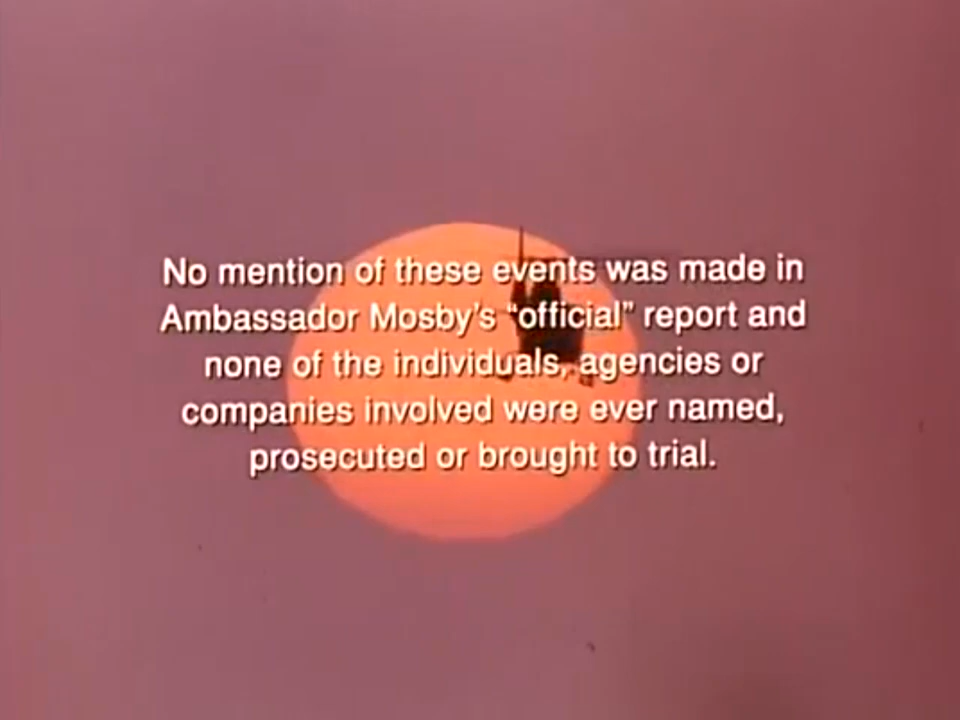 No mention of these events was made in
Ambassador Mosby's “official” report and
none of the individuals, agencies or
companies involved were ever named,
prosecuted or brought to trial.